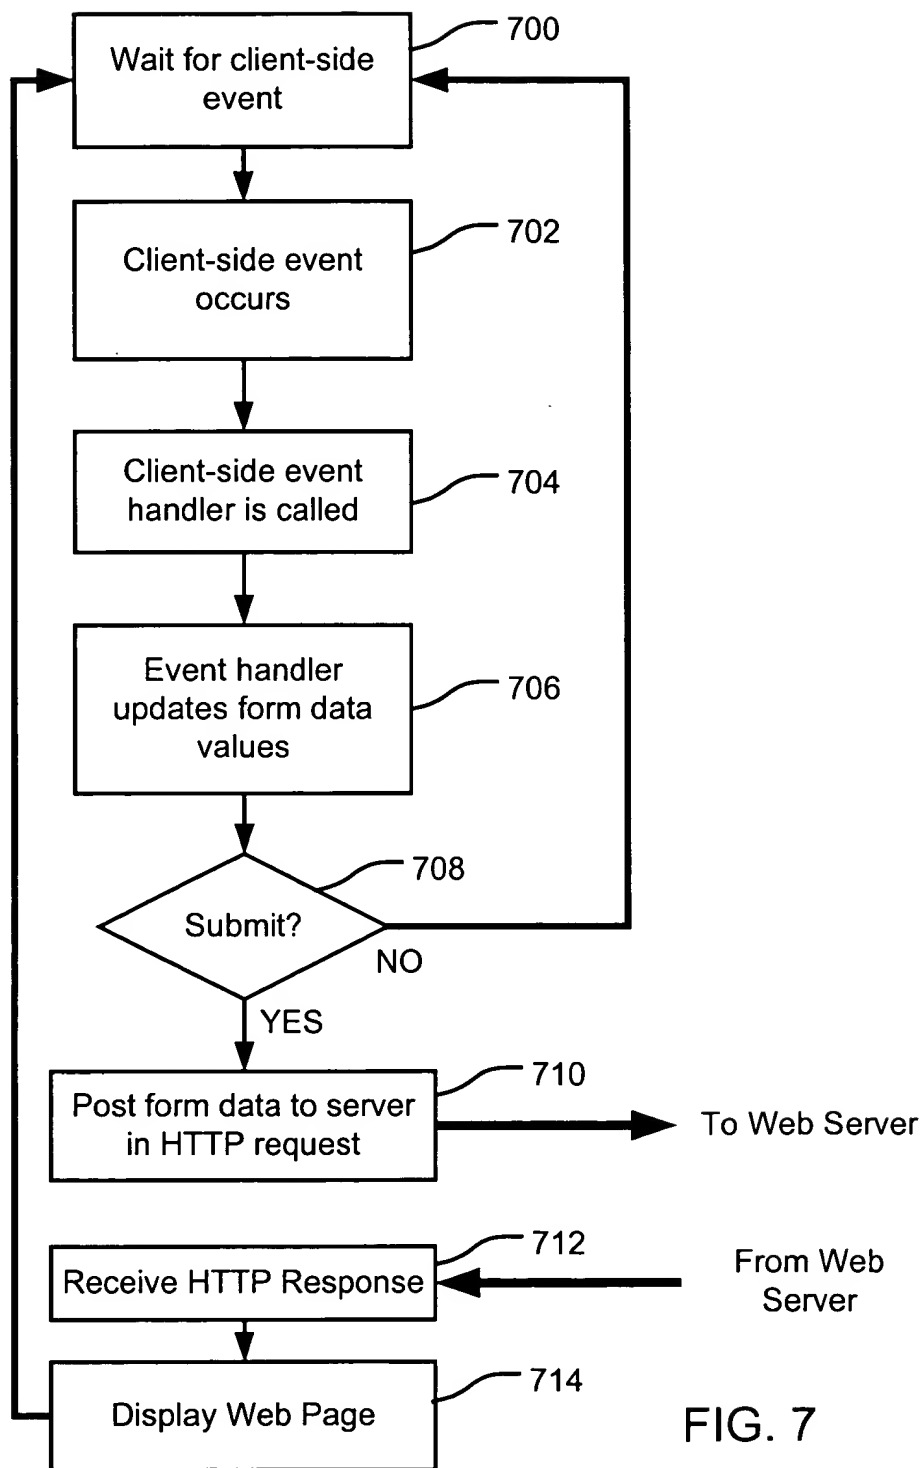 700
Wait for client-side
event
702
Client-side event
occurs
704
Client-side event
handler is called
706
Event handler
updates form data
values
708
Submit?
NO
YES
710
Post form data to server
in HTTP request
To Web Server
712
Receive HTTP Response
From Web
Server
714
Display Web Page
FIG. 7